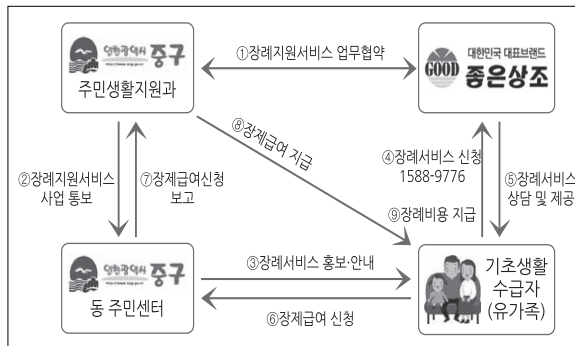 인천광역시 중구
주민생활지원과
①장례지원서비스 업무협약
대한민국 대표브랜드
GOOD 좋은상조
②장례지원서비스
사업 통보
⑦장제급여신청
보고
⑧장제급여 지급
④장례서비스 신청
1588-9776
⑤장례서비스
상담 및 제공
⑨장례비용 지급
인천광역시 중구
동 주민센터
③장례서비스 홍보·안내
⑥장제급여 신청
기초생활
수급자
(유가족)